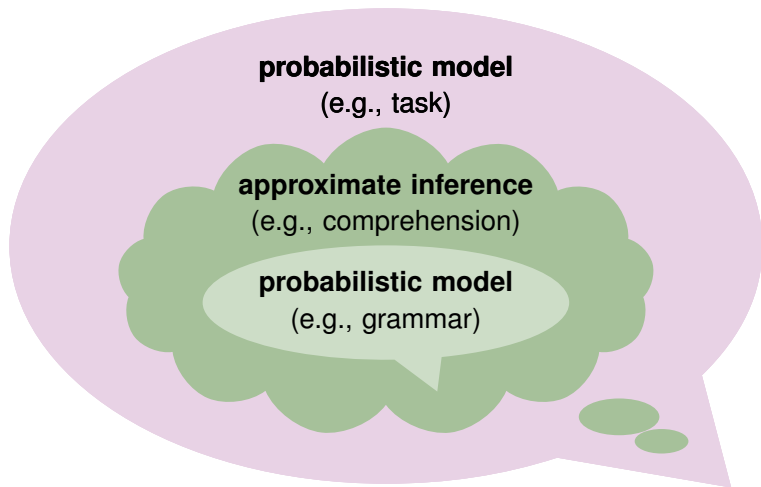 probabilistic model
(e.g., task)
approximate inference
(e.g., comprehension)
probabilistic model
(e.g., grammar)